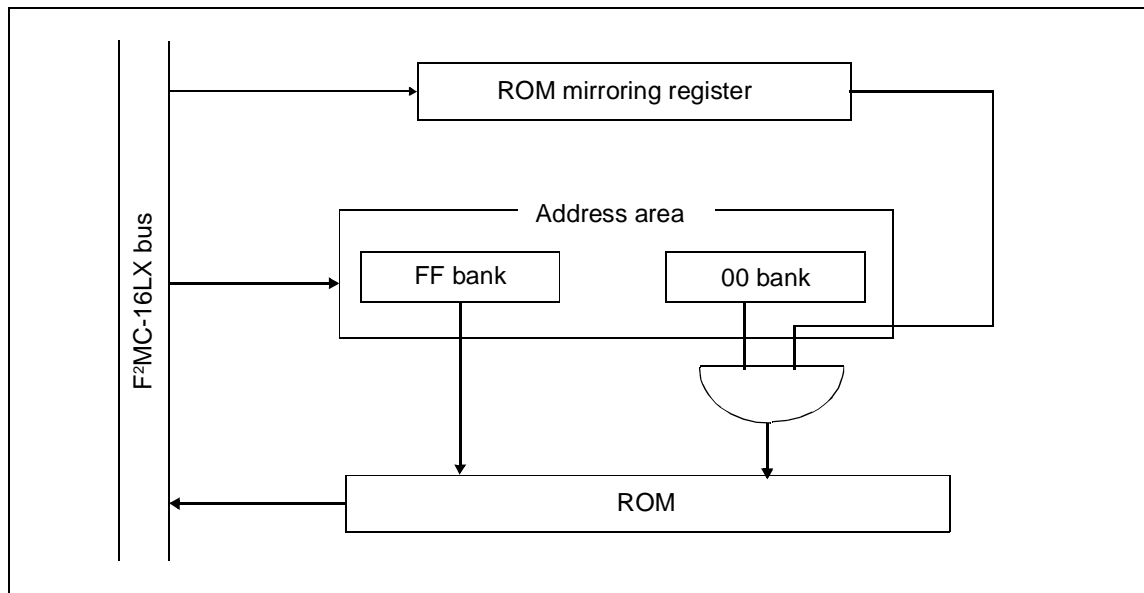 ROM mirroring register
F²MC-16LX bus
Address area
FF bank
00 bank
ROM